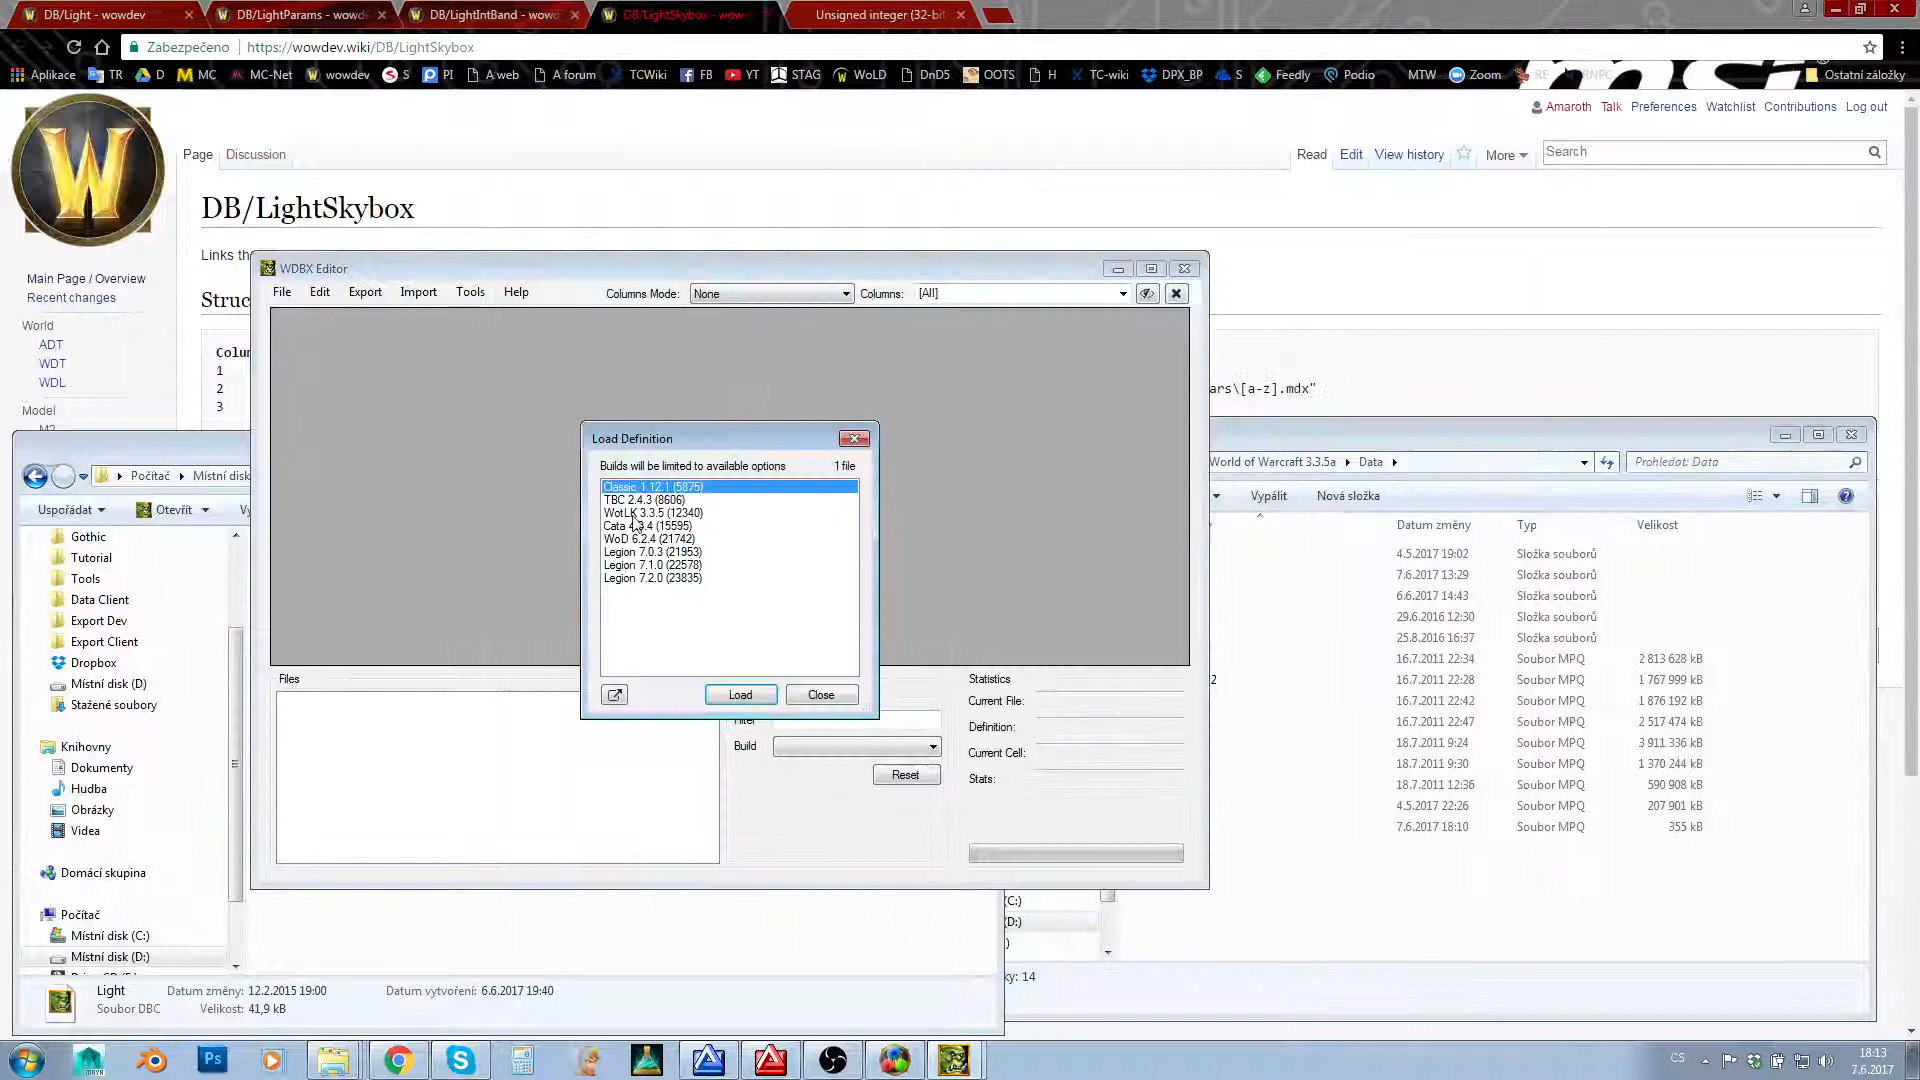 DB/Light - wowdev
DB/LightParams - wowd
DB/LightIntBand - wowd
DB/LightSkybox - wow
Unsigned integer (32-bi
Zabezpečeno
https://wowdev.wiki/DB/LightSkybox
Aplikace TR D MC MC-Net wowdev S PI A web A forum TCWiki FB YT STAG WoLD DnD5 OOTS H TC-wiki DPX_BP S Feedly Podio MTW Zoom RE RNPC Ostatní záložky
Amaroth Talk Preferences Watchlist Contributions Log out
Page Discussion
Read Edit View history More Search
DB/LightSkybox
Links th
Struc
Colu
1
2
3
ars\[a-z].mdx"
Main Page / Overview
Recent changes
World
ADT
WDT
WDL
Model
M2
WDBX Editor
File Edit Export Import Tools Help
Columns Mode: None Columns: [All]
Load Definition
Builds will be limited to available options 1 file
Classic 1.12.1 (5875)
TBC 2.4.3 (8606)
WotLK 3.3.5 (12340)
Cata 4.3.4 (15595)
WoD 6.2.4 (21742)
Legion 7.0.3 (21953)
Legion 7.1.0 (22578)
Legion 7.2.0 (23835)
Load Close
Files
Filter
Build
Reset
Statistics
Current File:
Definition:
Current Cell:
Stats:
Počítač Místní disk
Uspořádat Otevřít
Gothic
Tutorial
Tools
Data Client
Export Dev
Export Client
Dropbox
Místní disk (D)
Stažené soubory
Knihovny
Dokumenty
Hudba
Obrázky
Videa
Domácí skupina
Počítač
Místní disk (C:)
Místní disk (D:)
Light Datum změny: 12.2.2015 19:00 Datum vytvoření: 6.6.2017 19:40
Soubor DBC Velikost: 41,9 kB
World of Warcraft 3.3.5a Data
Prohledat: Data
Vypálit Nová složka
Datum změny Typ Velikost
4.5.2017 19:02 Složka souborů
7.6.2017 13:29 Složka souborů
6.6.2017 14:43 Složka souborů
29.6.2016 12:30 Složka souborů
25.8.2016 16:37 Složka souborů
16.7.2011 22:34 Soubor MPQ 2 813 628 kB
16.7.2011 22:28 Soubor MPQ 1 767 999 kB
16.7.2011 22:42 Soubor MPQ 1 876 192 kB
16.7.2011 22:47 Soubor MPQ 2 517 474 kB
18.7.2011 9:24 Soubor MPQ 3 911 336 kB
18.7.2011 9:30 Soubor MPQ 1 370 244 kB
18.7.2011 12:36 Soubor MPQ 590 908 kB
4.5.2017 22:26 Soubor MPQ 207 901 kB
7.6.2017 18:10 Soubor MPQ 355 kB
(C:)
(D:)
ky: 14
CS
18:13
7.6.2017